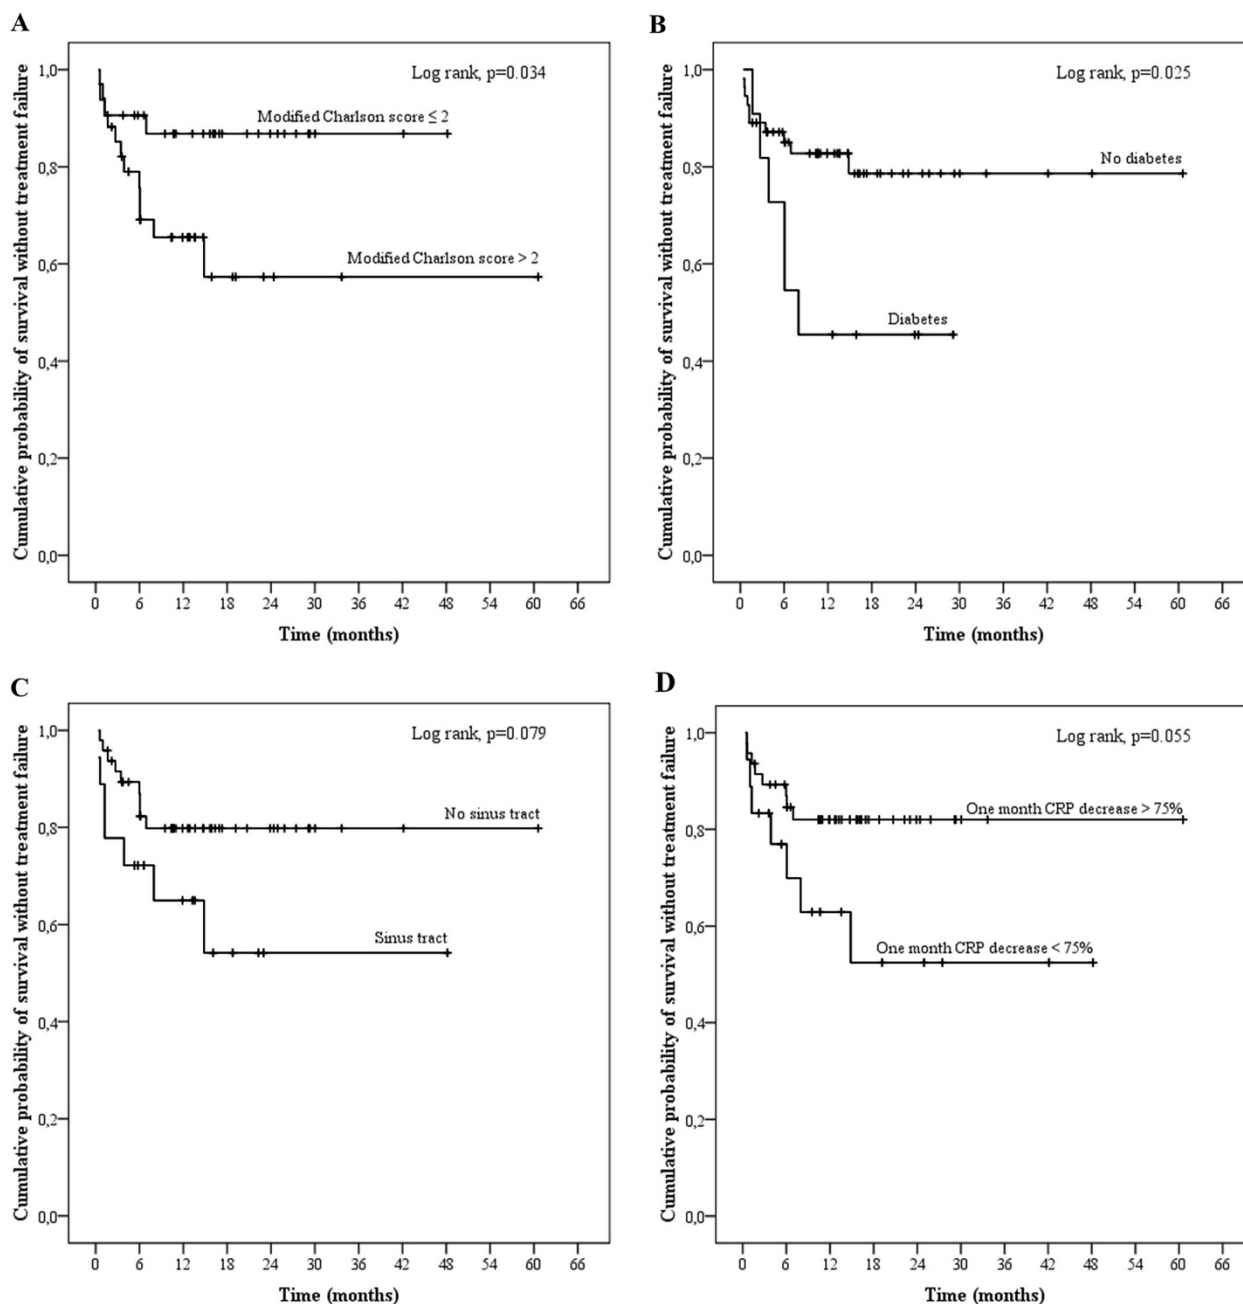 A
Cumulative probability of survival without treatment failure
1,0
0,8
0,6
0,4
0,2
0,0
Log rank, p=0.034
Modified Charlson score ≤ 2
Modified Charlson score > 2
0 6 12 18 24 30 36 42 48 54 60 66
Time (months)
B
Cumulative probability of survival without treatment failure
1,0
0,8
0,6
0,4
0,2
0,0
Log rank, p=0.025
No diabetes
Diabetes
0 6 12 18 24 30 36 42 48 54 60 66
Time (months)
C
Cumulative probability of survival without treatment failure
1,0
0,8
0,6
0,4
0,2
0,0
Log rank, p=0.079
No sinus tract
Sinus tract
0 6 12 18 24 30 36 42 48 54 60 66
Time (months)
D
Cumulative probability of survival without treatment failure
1,0
0,8
0,6
0,4
0,2
0,0
Log rank, p=0.055
One month CRP decrease > 75%
One month CRP decrease < 75%
0 6 12 18 24 30 36 42 48 54 60 66
Time (months)